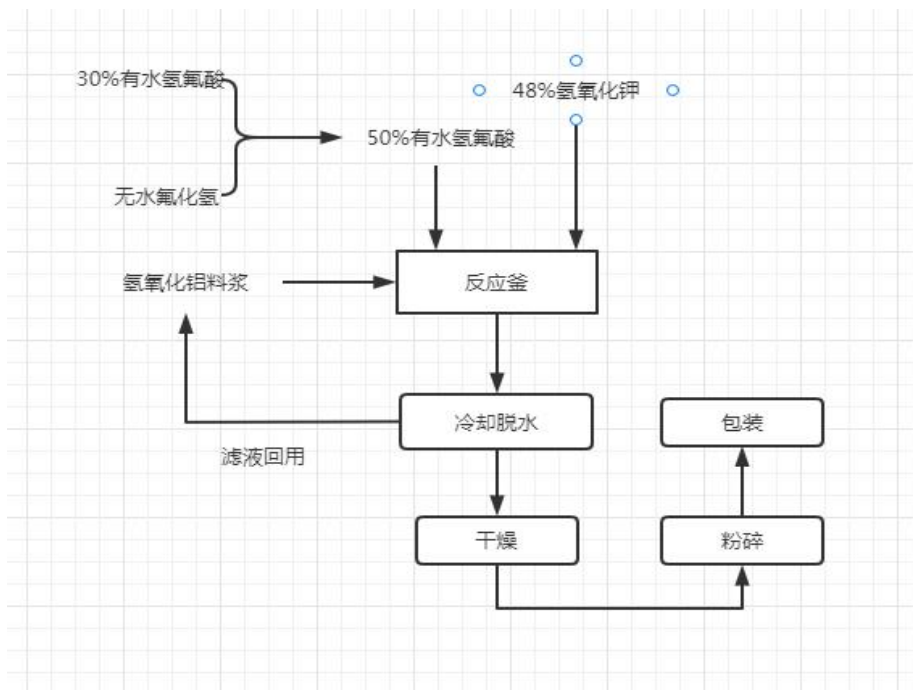 30%有水氢氟酸
48%氢氧化钾
50%有水氢氟酸
无水氟化氢
氢氧化铝料浆
反应釜
冷却脱水
包装
滤液回用
干燥
粉碎